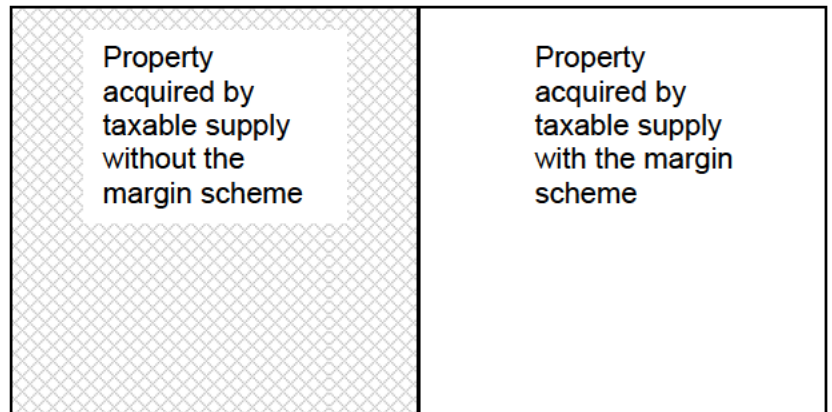 Property
acquired by
taxable supply
without the
margin scheme
Property
acquired by
taxable supply
with the margin
scheme